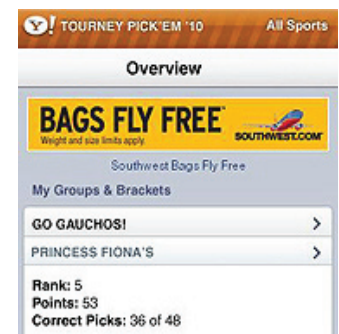 Y! TOURNEY PICK'EM '10 All Sports
Overview
BAGS FLY FREE
Weight and size limits apply.
SOUTHWEST.COM
Southwest Bags Fly Free
My Groups & Brackets
GO GAUCHOS!
PRINCESS FIONA'S
Rank: 5
Points: 53
Correct Picks: 36 of 48